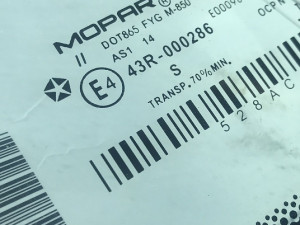 MOPAR
DOT865 FYG M-850
II AS1 14
E4 43R-000286
S
TRANSP. 70% MIN.
528AC